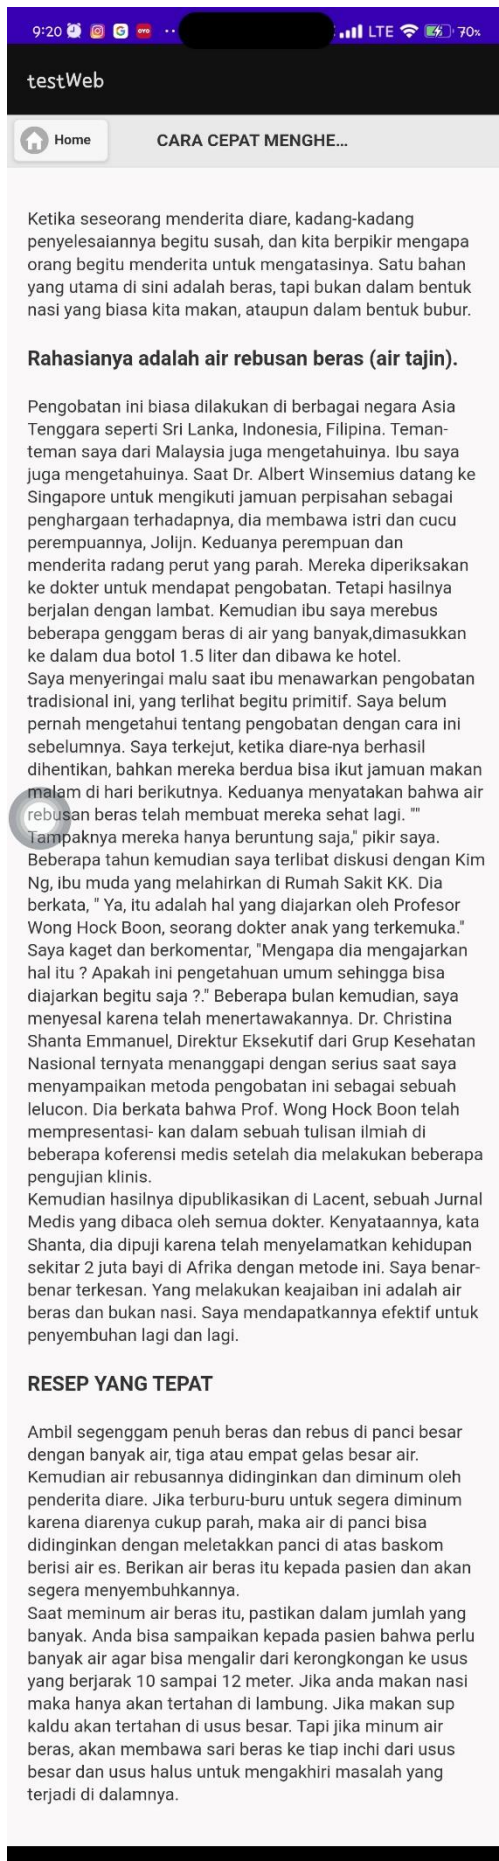 9:20
LTE
70%
testWeb
Home
CARA CEPAT MENGHE...
Ketika seseorang menderita diare, kadang-kadang
penyelesaiannya begitu susah, dan kita berpikir mengapa
orang begitu menderita untuk mengatasinya. Satu bahan
yang utama di sini adalah beras, tapi bukan dalam bentuk
nasi yang biasa kita makan, ataupun dalam bentuk bubur.
Rahasianya adalah air rebusan beras (air tajin).
Pengobatan ini biasa dilakukan di berbagai negara Asia
Tenggara seperti Sri Lanka, Indonesia, Filipina. Teman-
teman saya dari Malaysia juga mengetahuinya. Ibu saya
juga mengetahuinya. Saat Dr. Albert Winsemius datang ke
Singapore untuk mengikuti jamuan perpisahan sebagai
penghargaan terhadapnya, dia membawa istri dan cucu
perempuannya, Jolijn. Keduanya perempuan dan
menderita radang perut yang parah. Mereka diperiksakan
ke dokter untuk mendapat pengobatan. Tetapi hasilnya
berjalan dengan lambat. Kemudian ibu saya merebus
beberapa genggam beras di air yang banyak,dimasukkan
ke dalam dua botol 1.5 liter dan dibawa ke hotel.
Saya menyeringai malu saat ibu menawarkan pengobatan
tradisional ini, yang terlihat begitu primitif. Saya belum
pernah mengetahui tentang pengobatan dengan cara ini
sebelumnya. Saya terkejut, ketika diare-nya berhasil
dihentikan, bahkan mereka berdua bisa ikut jamuan makan
malam di hari berikutnya. Keduanya menyatakan bahwa air
rebusan beras telah membuat mereka sehat lagi. ""
Tampaknya mereka hanya beruntung saja," pikir saya.
Beberapa tahun kemudian saya terlibat diskusi dengan Kim
Ng, ibu muda yang melahirkan di Rumah Sakit KK. Dia
berkata, " Ya, itu adalah hal yang diajarkan oleh Profesor
Wong Hock Boon, seorang dokter anak yang terkemuka."
Saya kaget dan berkomentar, "Mengapa dia mengajarkan
hal itu ? Apakah ini pengetahuan umum sehingga bisa
diajarkan begitu saja ?." Beberapa bulan kemudian, saya
menyesal karena telah menertawakannya. Dr. Christina
Shanta Emmanuel, Direktur Eksekutif dari Grup Kesehatan
Nasional ternyata menanggapi dengan serius saat saya
menyampaikan metoda pengobatan ini sebagai sebuah
lelucon. Dia berkata bahwa Prof. Wong Hock Boon telah
mempresentasi- kan dalam sebuah tulisan ilmiah di
beberapa koferensi medis setelah dia melakukan beberapa
pengujian klinis.
Kemudian hasilnya dipublikasikan di Lacent, sebuah Jurnal
Medis yang dibaca oleh semua dokter. Kenyataannya, kata
Shanta, dia dipuji karena telah menyelamatkan kehidupan
sekitar 2 juta bayi di Afrika dengan metode ini. Saya benar-
benar terkesan. Yang melakukan keajaiban ini adalah air
beras dan bukan nasi. Saya mendapatkannya efektif untuk
penyembuhan lagi dan lagi.
RESEP YANG TEPAT
Ambil segenggam penuh beras dan rebus di panci besar
dengan banyak air, tiga atau empat gelas besar air.
Kemudian air rebusannya didinginkan dan diminum oleh
penderita diare. Jika terburu-buru untuk segera diminum
karena diarenya cukup parah, maka air di panci bisa
didinginkan dengan meletakkan panci di atas baskom
berisi air es. Berikan air beras itu kepada pasien dan akan
segera menyembuhkannya.
Saat meminum air beras itu, pastikan dalam jumlah yang
banyak. Anda bisa sampaikan kepada pasien bahwa perlu
banyak air agar bisa mengalir dari kerongkongan ke usus
yang berjarak 10 sampai 12 meter. Jika anda makan nasi
maka hanya akan tertahan di lambung. Jika makan sup
kaldu akan tertahan di usus besar. Tapi jika minum air
beras, akan membawa sari beras ke tiap inchi dari usus
besar dan usus halus untuk mengakhiri masalah yang
terjadi di dalamnya.